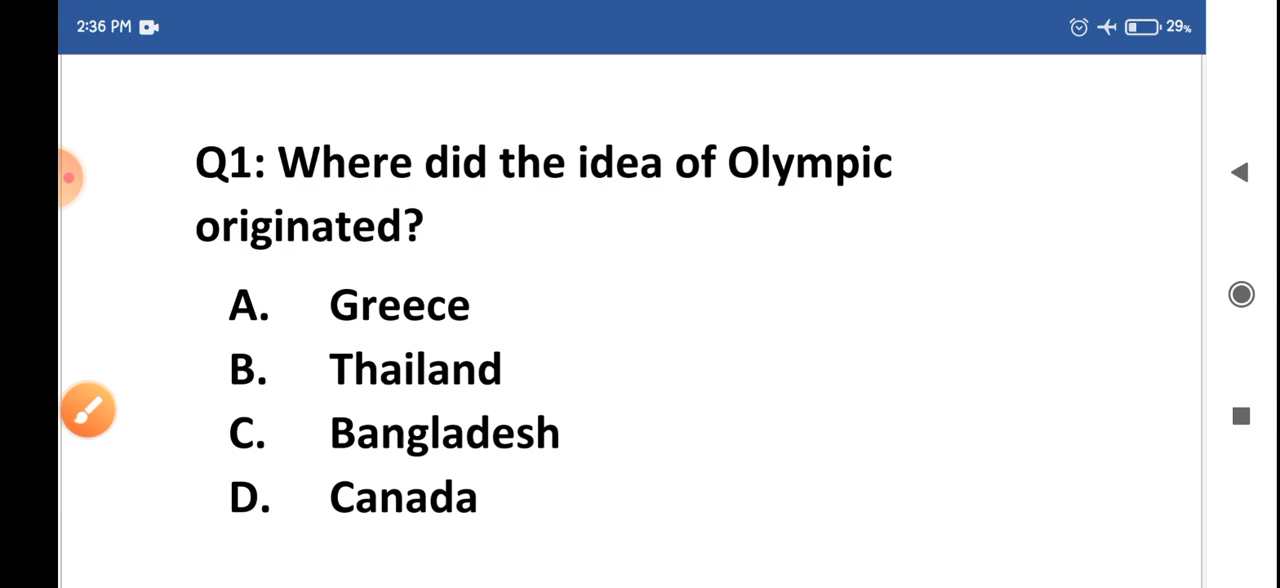 2:36 PM 29%
Q1: Where did the idea of Olympic
originated?
A. Greece
B. Thailand
C. Bangladesh
D. Canada